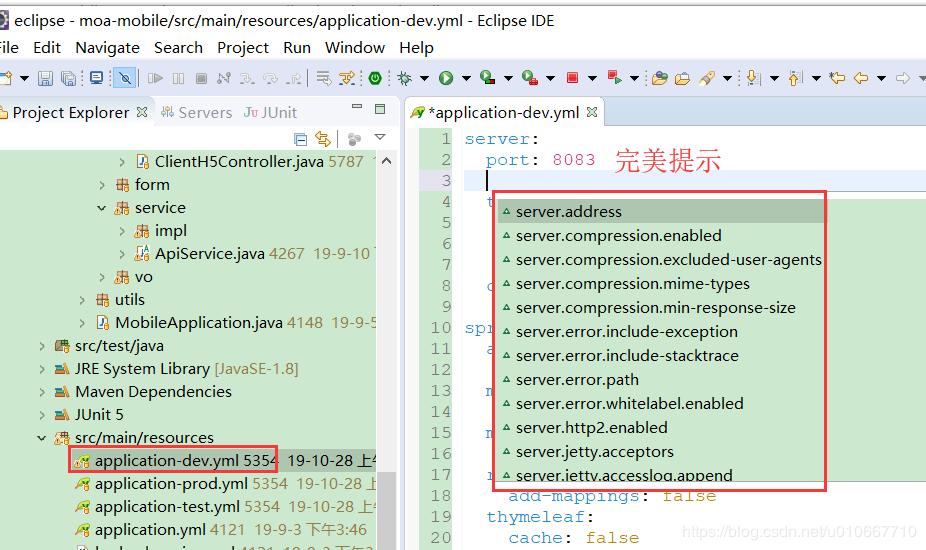 eclipse - moa-mobile/src/main/resources/application-dev.yml - Eclipse IDE
File Edit Navigate Search Project Run Window Help
Project Explorer Servers JUnit
*application-dev.yml
ClientH5Controller.java 5787
form
service
impl
ApiService.java 4267 19-9-10
vo
utils
MobileApplication.java 4148 19-9-5
src/test/java
JRE System Library [JavaSE-1.8]
Maven Dependencies
JUnit 5
src/main/resources
application-dev.yml 5354 19-10-28 上午
application-prod.yml 5354 19-10-28 上
application-test.yml 5354 19-10-28 上
application.yml 4121 19-9-3 下午3:46
1 server:
2 port: 8083 完美提示
3
4
server.address
5 server.compression.enabled
6 server.compression.excluded-user-agents
7 server.compression.mime-types
8 server.compression.min-response-size
10 spr server.error.include-exception
11 a server.error.include-stacktrace
12 server.error.path
13 m server.error.whitelabel.enabled
14 server.http2.enabled
15 m server.jetty.acceptors
16 server.jetty.accesslog.append
17 r
18 add-mappings: false
19 thymeleaf:
20 cache: false
https://blog.csdn.net/u010667710